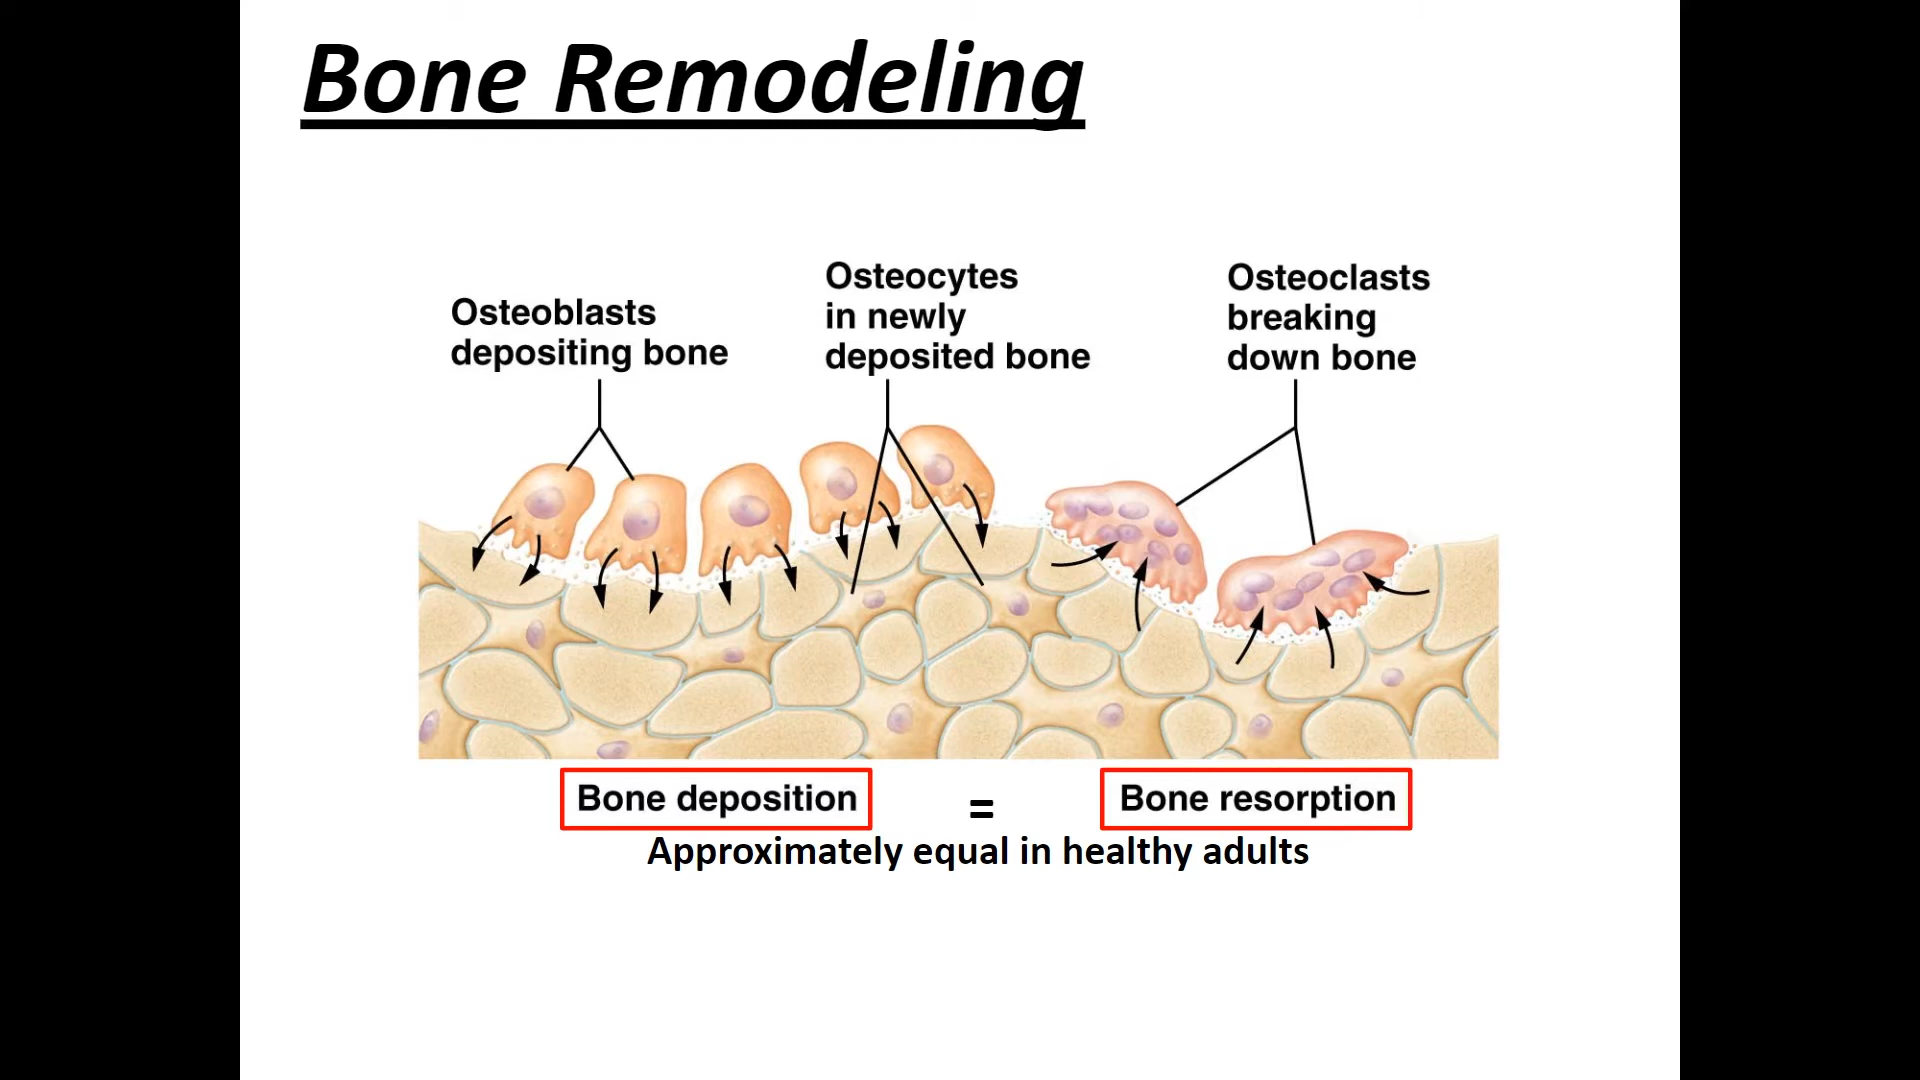 Bone Remodeling
Osteoblasts
depositing bone
Osteocytes
in newly
deposited bone
Osteoclasts
breaking
down bone
Bone deposition = Bone resorption
Approximately equal in healthy adults